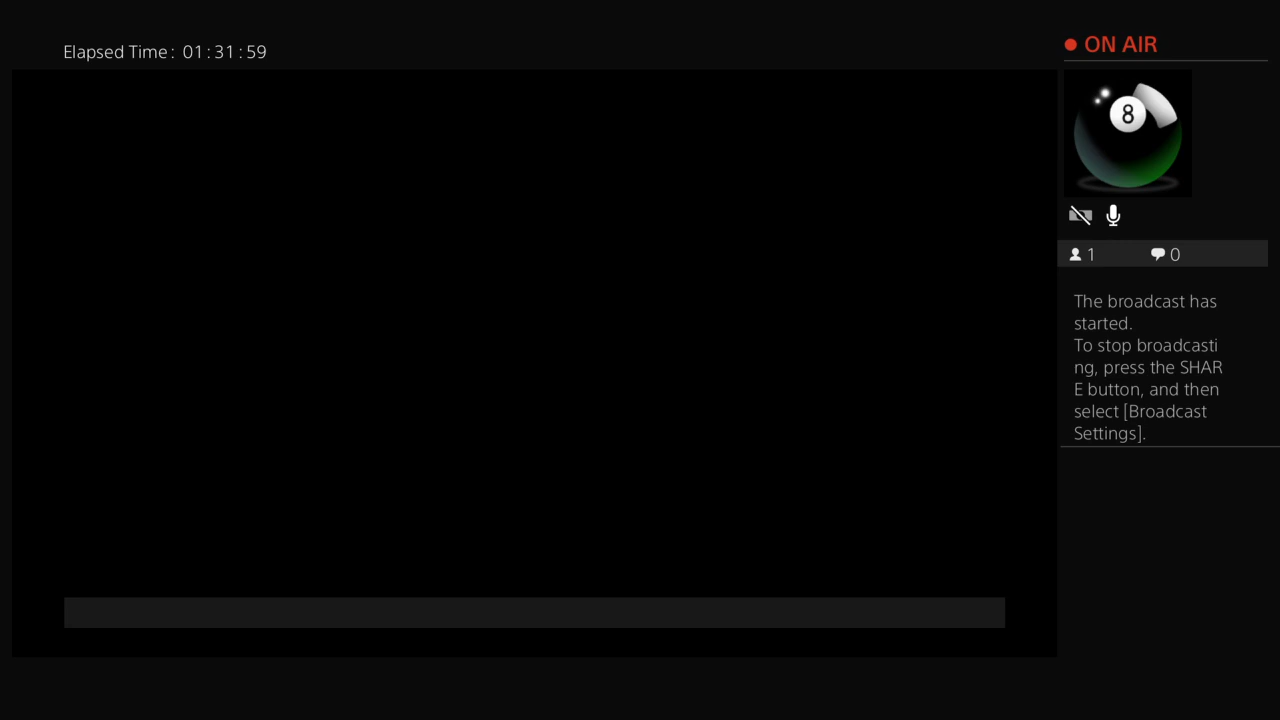 Elapsed Time: 01:31:59
ON AIR
8
1 0
The broadcast has
started.
To stop broadcasti
ng, press the SHAR
E button, and then
select [Broadcast
Settings].